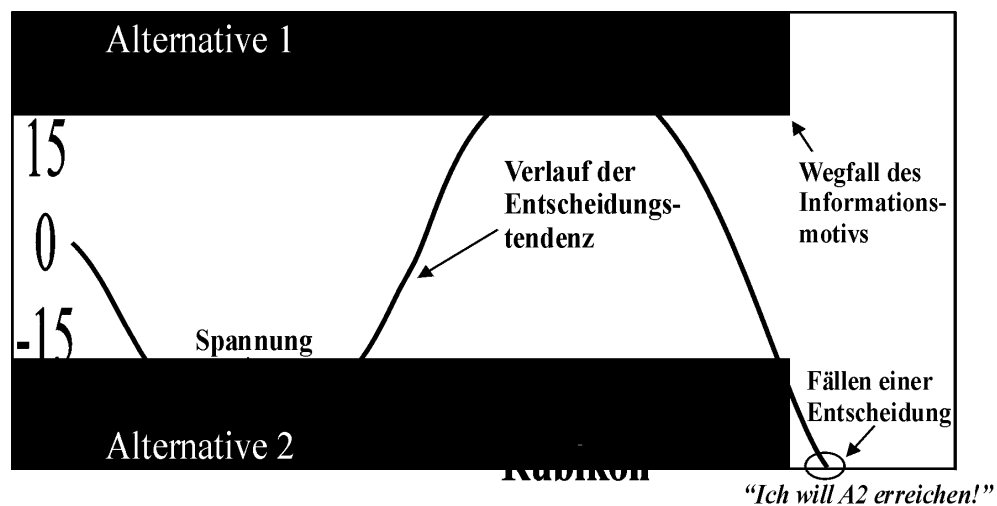 Alternative 1
15
0
-15
Verlauf der
Entscheidungs-
tendenz
Wegfall des
Informations-
motivs
Spannung
Fällen einer
Entscheidung
Alternative 2
Rubikon
“Ich will A2 erreichen!”